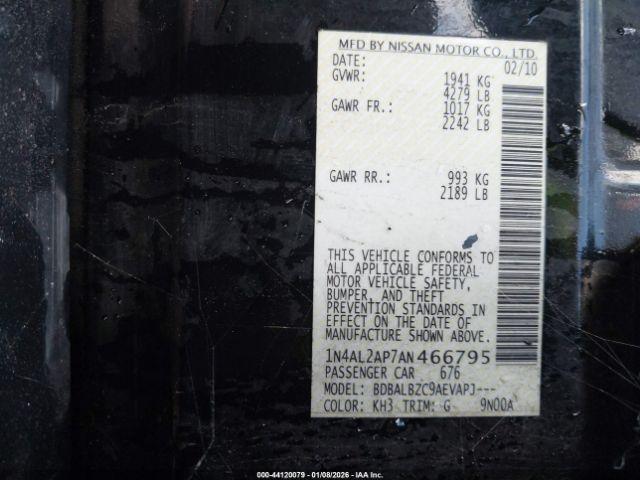 MFD BY NISSAN MOTOR CO., LTD.
DATE: 02/10
GVWR: 1941 KG
4279 LB
GAWR FR.: 1017 KG
2242 LB
GAWR RR.: 993 KG
2189 LB
THIS VEHICLE CONFORMS TO
ALL APPLICABLE FEDERAL
MOTOR VEHICLE SAFETY,
BUMPER, AND THEFT
PREVENTION STANDARDS IN
EFFECT ON THE DATE OF
MANUFACTURE SHOWN ABOVE.
1N4AL2AP7AN466795
PASSENGER CAR 676
MODEL: BDBALBZC9AEVAPJ---
COLOR: KH3 TRIM: G 9N00A
000-44120079 - 01/08/2026 - © IAA Inc.